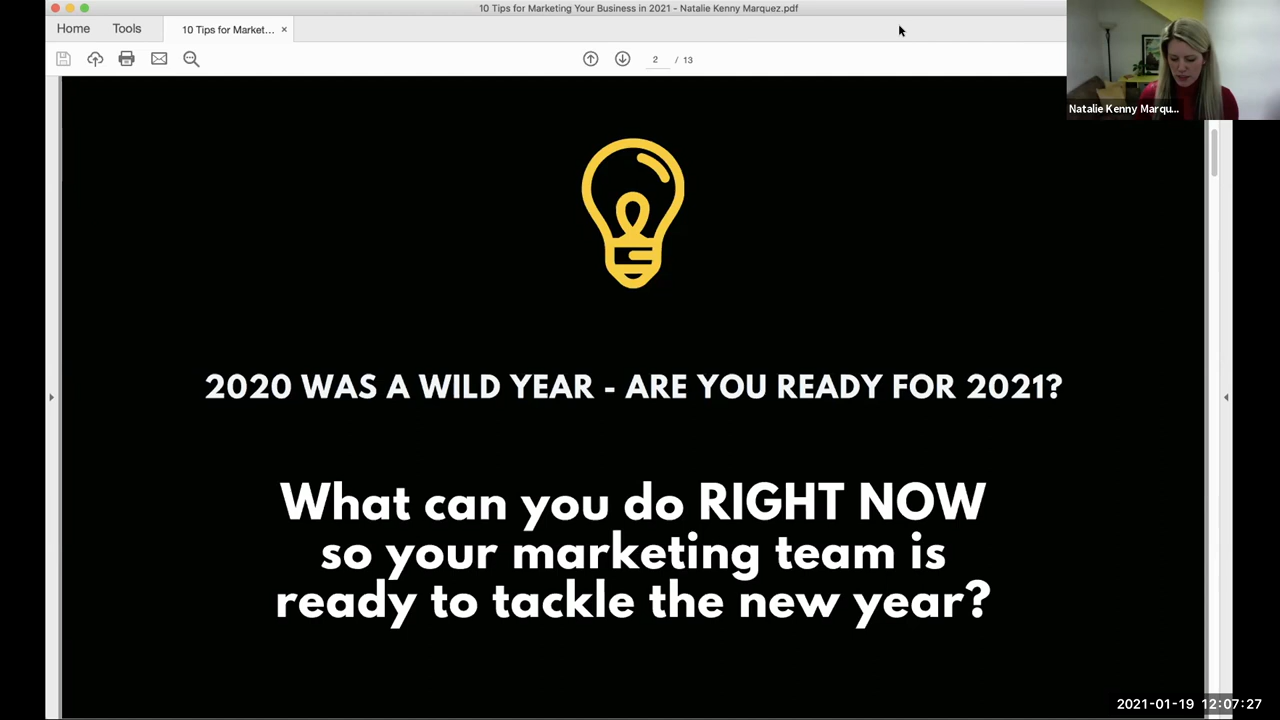 10 Tips for Marketing Your Business in 2021 - Natalie Kenny Marquez.pdf
Home Tools 10 Tips for Market... ×
2 / 13
Natalie Kenny Marqu...
2020 WAS A WILD YEAR - ARE YOU READY FOR 2021?
What can you do RIGHT NOW
so your marketing team is
ready to tackle the new year?
2021-01-19 12:07:27